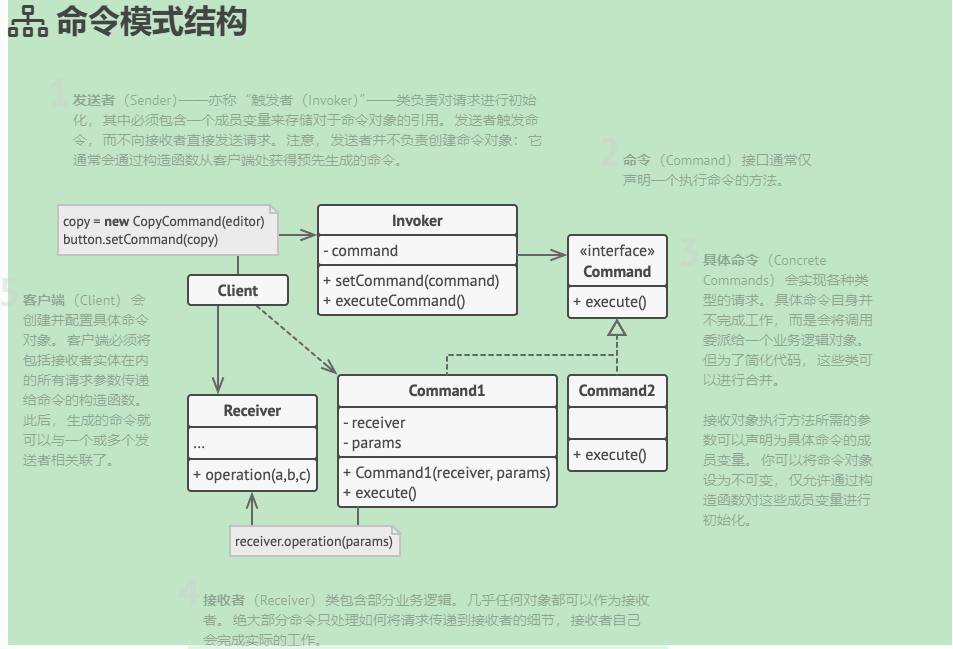 命令模式结构
1
发送者 （Sender）——亦称 “触发者 （Invoker）”——类负责对请求进行初始
化， 其中必须包含一个成员变量来存储对于命令对象的引用。 发送者触发命
令， 而不向接收者直接发送请求。 注意， 发送者并不负责创建命令对象： 它
通常会通过构造函数从客户端处获得预先生成的命令。
2
命令 （Command） 接口通常仅
声明一个执行命令的方法。
copy = new CopyCommand(editor)
button.setCommand(copy)
Invoker
- command
+ setCommand(command)
+ executeCommand()
«interface»
Command
+ execute()
3
具体命令 （Concrete
Commands） 会实现各种类
型的请求。 具体命令自身并
不完成工作， 而是会将调用
委派给一个业务逻辑对象。
但为了简化代码， 这些类可
以进行合并。
接收对象执行方法所需的参
数可以声明为具体命令的成
员变量。 你可以将命令对象
设为不可变， 仅允许通过构
造函数对这些成员变量进行
初始化。
Client
5
客户端 （Client） 会
创建并配置具体命令
对象。 客户端必须将
包括接收者实体在内
的所有请求参数传递
给命令的构造函数。
此后， 生成的命令就
可以与一个或多个发
送者相关联了。
Receiver
...
+ operation(a,b,c)
Command1
- receiver
- params
+ Command1(receiver, params)
+ execute()
Command2
+ execute()
receiver.operation(params)
4
接收者 （Receiver） 类包含部分业务逻辑。 几乎任何对象都可以作为接收
者。 绝大部分命令只处理如何将请求传递到接收者的细节， 接收者自己
会完成实际的工作。